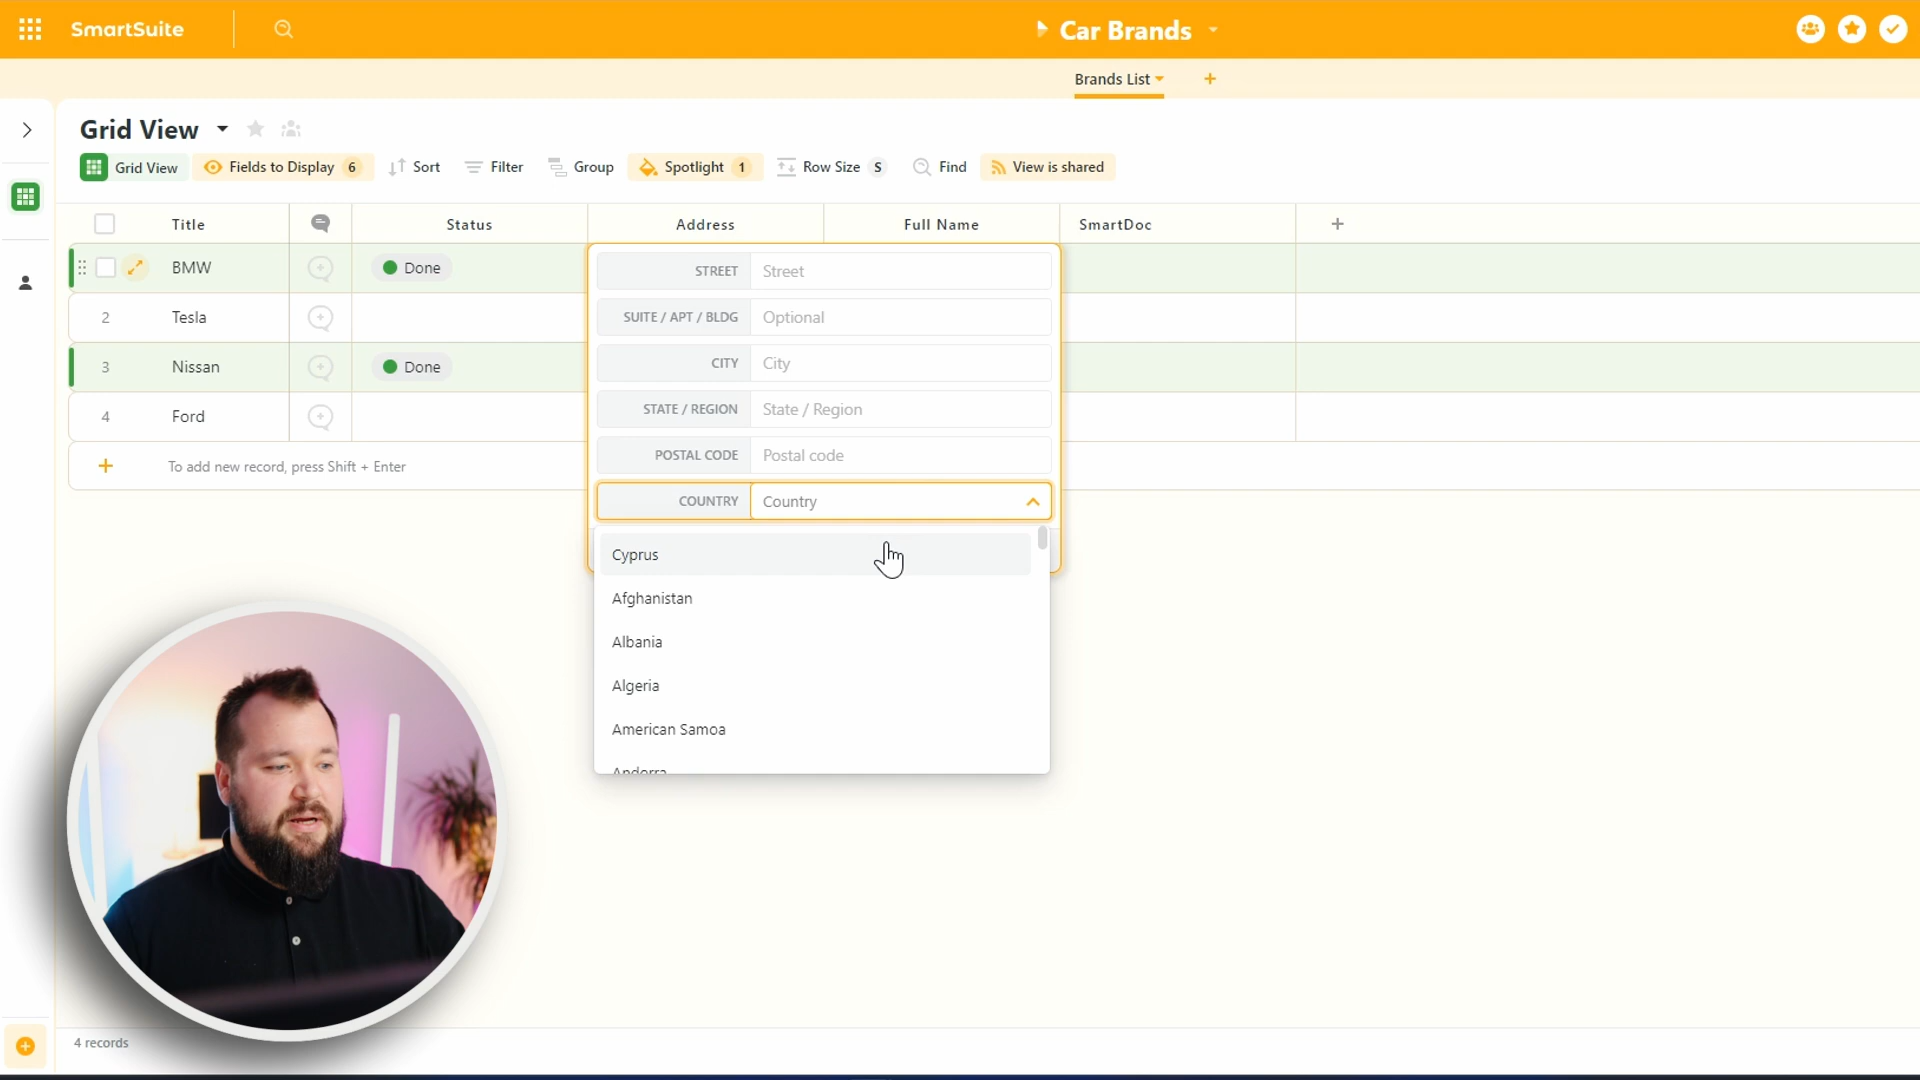 SmartSuite
Car Brands
Brands List
Grid View
Grid View
Fields to Display 6
Sort
Filter
Group
Spotlight 1
Row Size S
Find
View is shared
Title Status Address Full Name SmartDoc
BMW Done
2 Tesla
3 Nissan Done
4 Ford
To add new record, press Shift + Enter
STREET Street
SUITE / APT / BLDG Optional
CITY City
STATE / REGION State / Region
POSTAL CODE Postal code
COUNTRY Country
Cyprus
Afghanistan
Albania
Algeria
American Samoa
Andorra
4 records